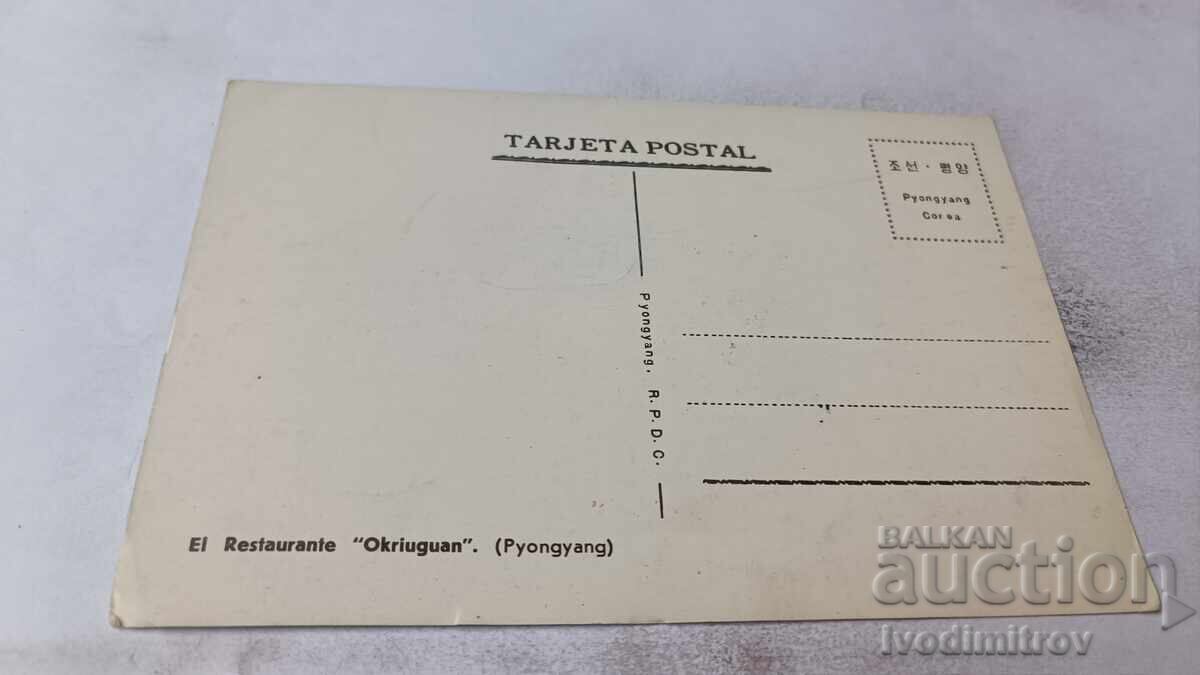 TARJETA POSTAL
조선 · 평양
Pyongyang
Corea
Pyongyang, R. P. D. C.
El Restaurante "Okriuguan". (Pyongyang)
BALKAN
auction
Ivodimitrov